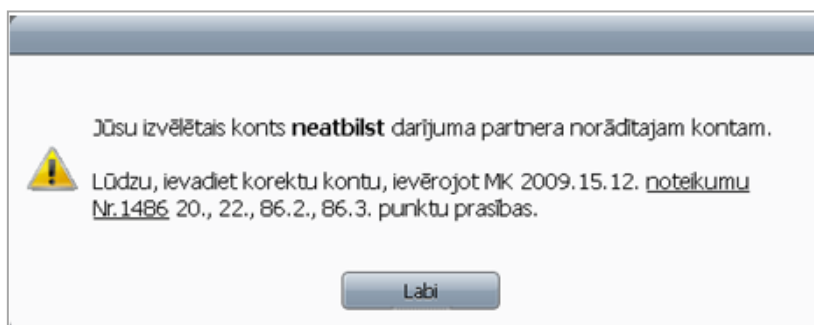 Jūsu izvēlētais konts neatbilst darījuma partnera norādītajam kontam.
Lūdzu, ievadiet korektu kontu, ievērojot MK 2009.15.12. noteikumu
Nr.1486 20., 22., 86.2., 86.3. punktu prasības.
Labi